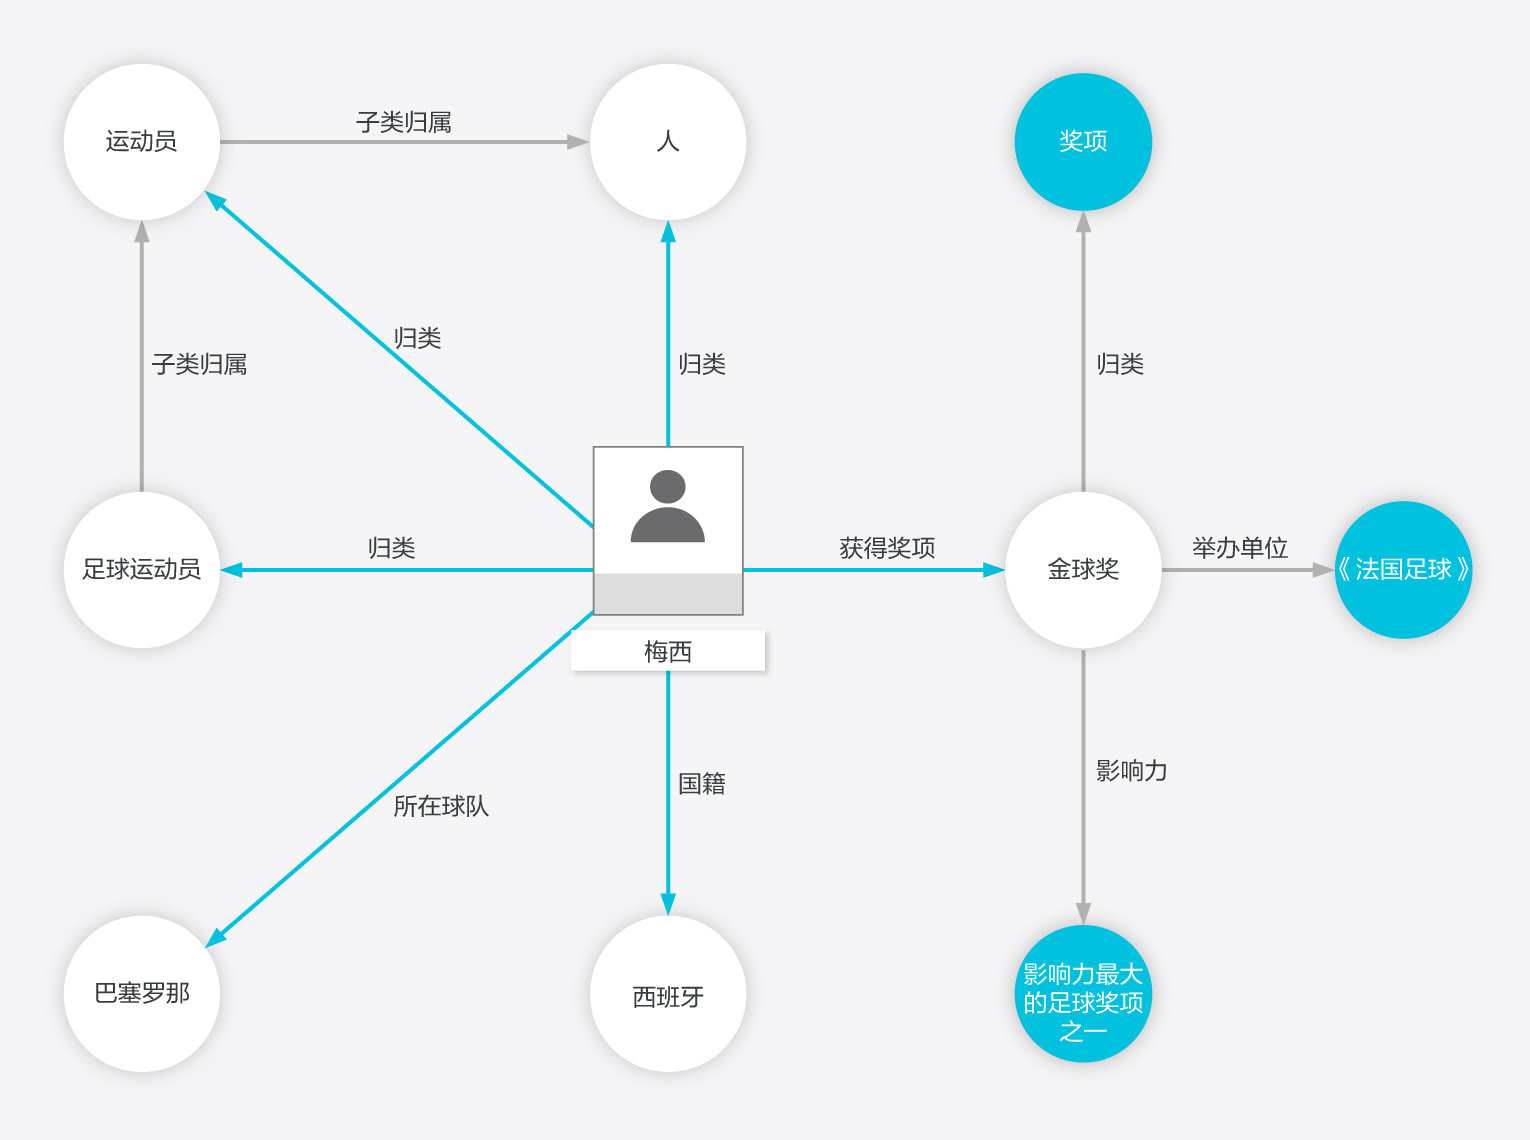 运动员
子类归属
人
奖项
归类
子类归属
归类
归类
足球运动员
归类
获得奖项
金球奖
举办单位
《法国足球》
梅西
国籍
影响力
所在球队
巴塞罗那
西班牙
影响力最大
的足球奖项
之一